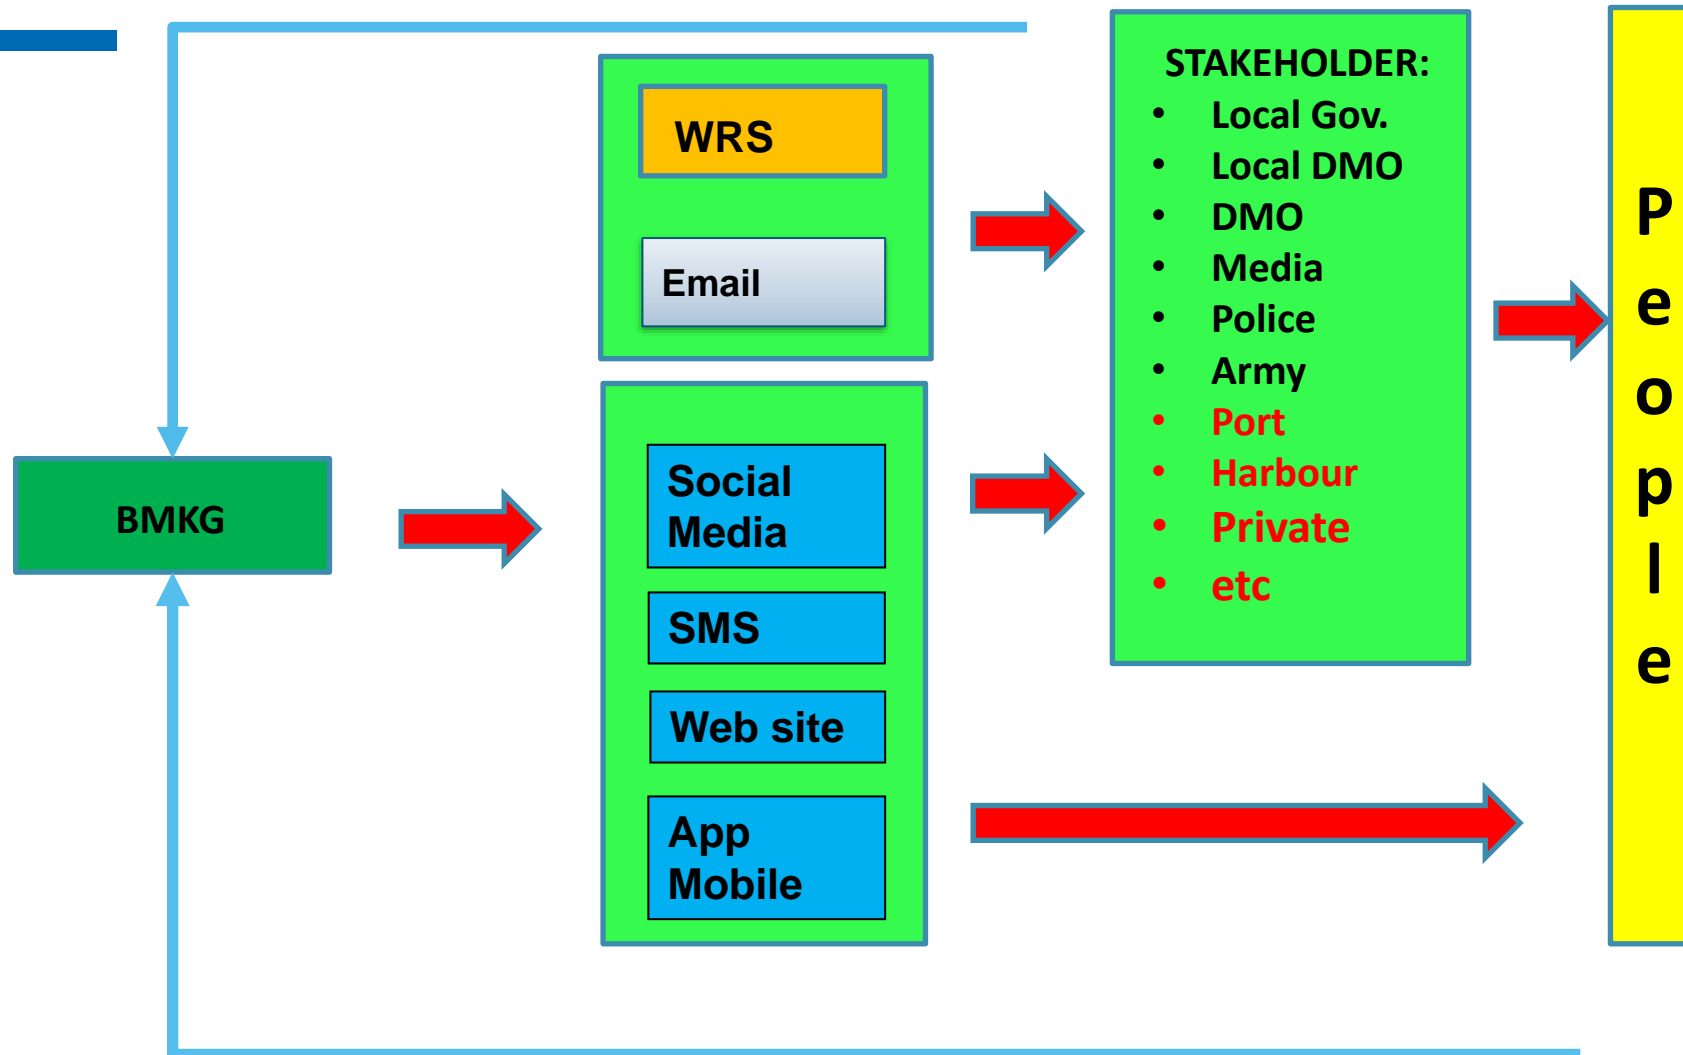 BMKG
WRS
Email
Social
Media
SMS
Web site
App
Mobile
STAKEHOLDER:
• Local Gov.
• Local DMO
• DMO
• Media
• Police
• Army
• Port
• Harbour
• Private
• etc
P
e
o
p
l
e